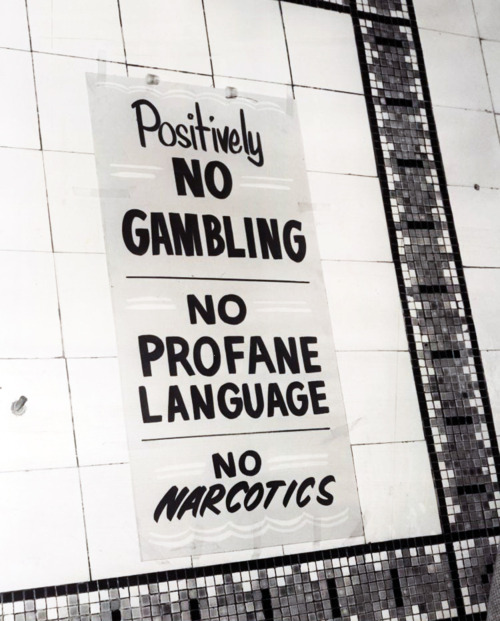 Positively
NO
GAMBLING
NO
PROFANE
LANGUAGE
NO
NARCOTICS